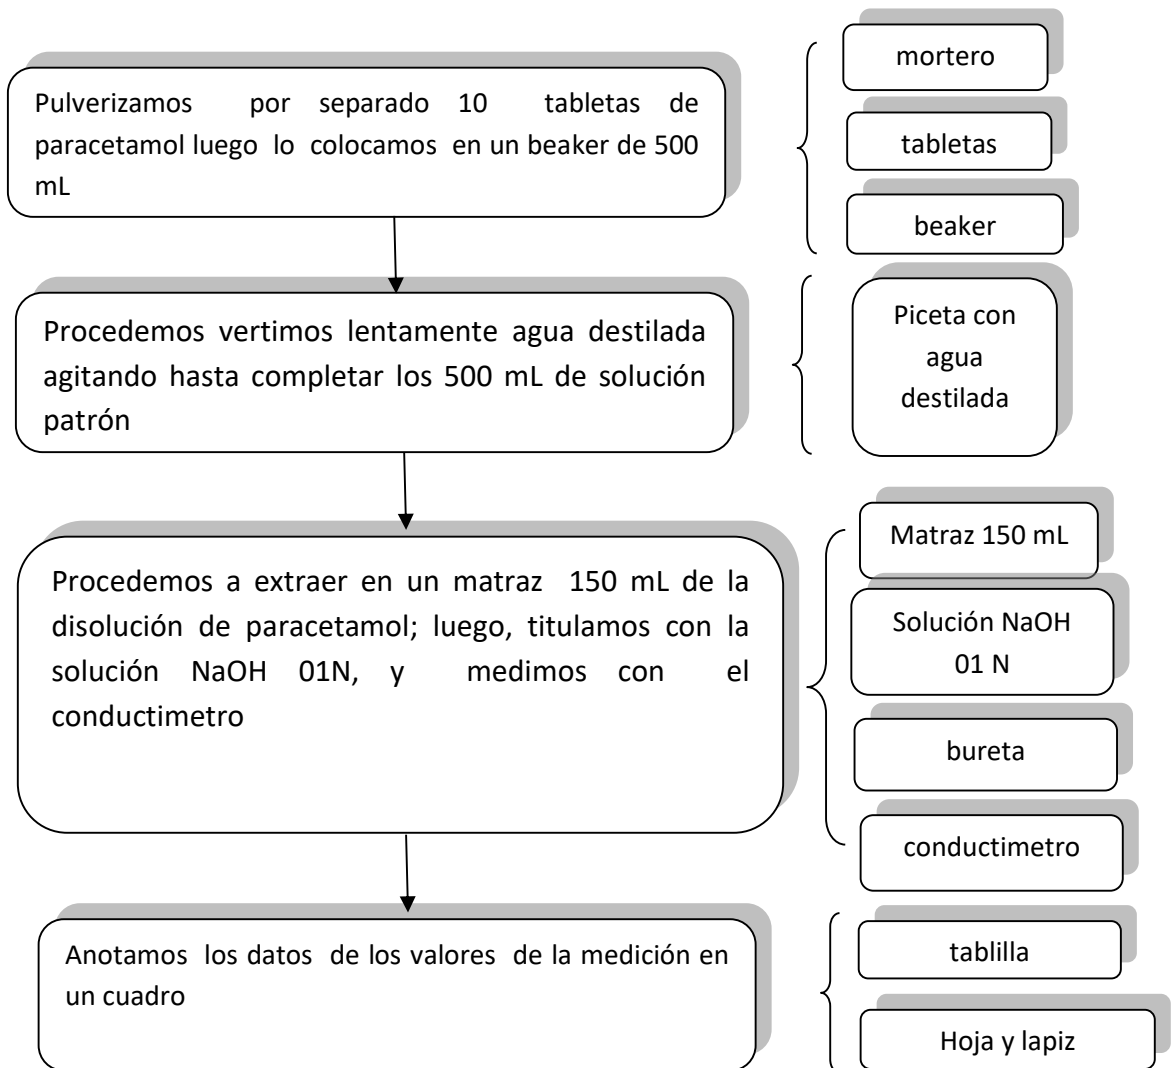 Pulverizamos por separado 10 tabletas de
paracetamol luego lo colocamos en un beaker de 500
mL
mortero
tabletas
beaker
Procedemos vertimos lentamente agua destilada
agitando hasta completar los 500 mL de solución
patrón
Piceta con
agua
destilada
Procedemos a extraer en un matraz 150 mL de la
disolución de paracetamol; luego, titulamos con la
solución NaOH 01N, y medimos con el
conductimetro
Matraz 150 mL
Solución NaOH
01 N
bureta
conductimetro
Anotamos los datos de los valores de la medición en
un cuadro
tablilla
Hoja y lapiz